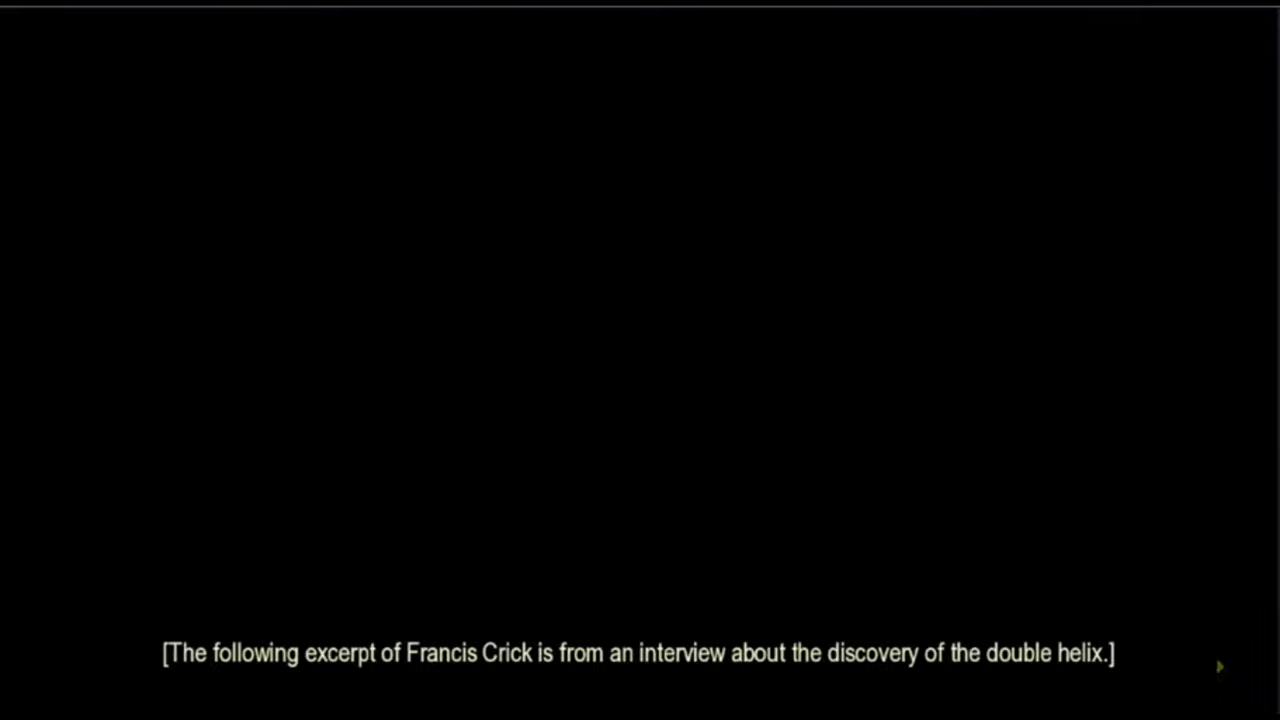 [The following excerpt of Francis Crick is from an interview about the discovery of the double helix.]